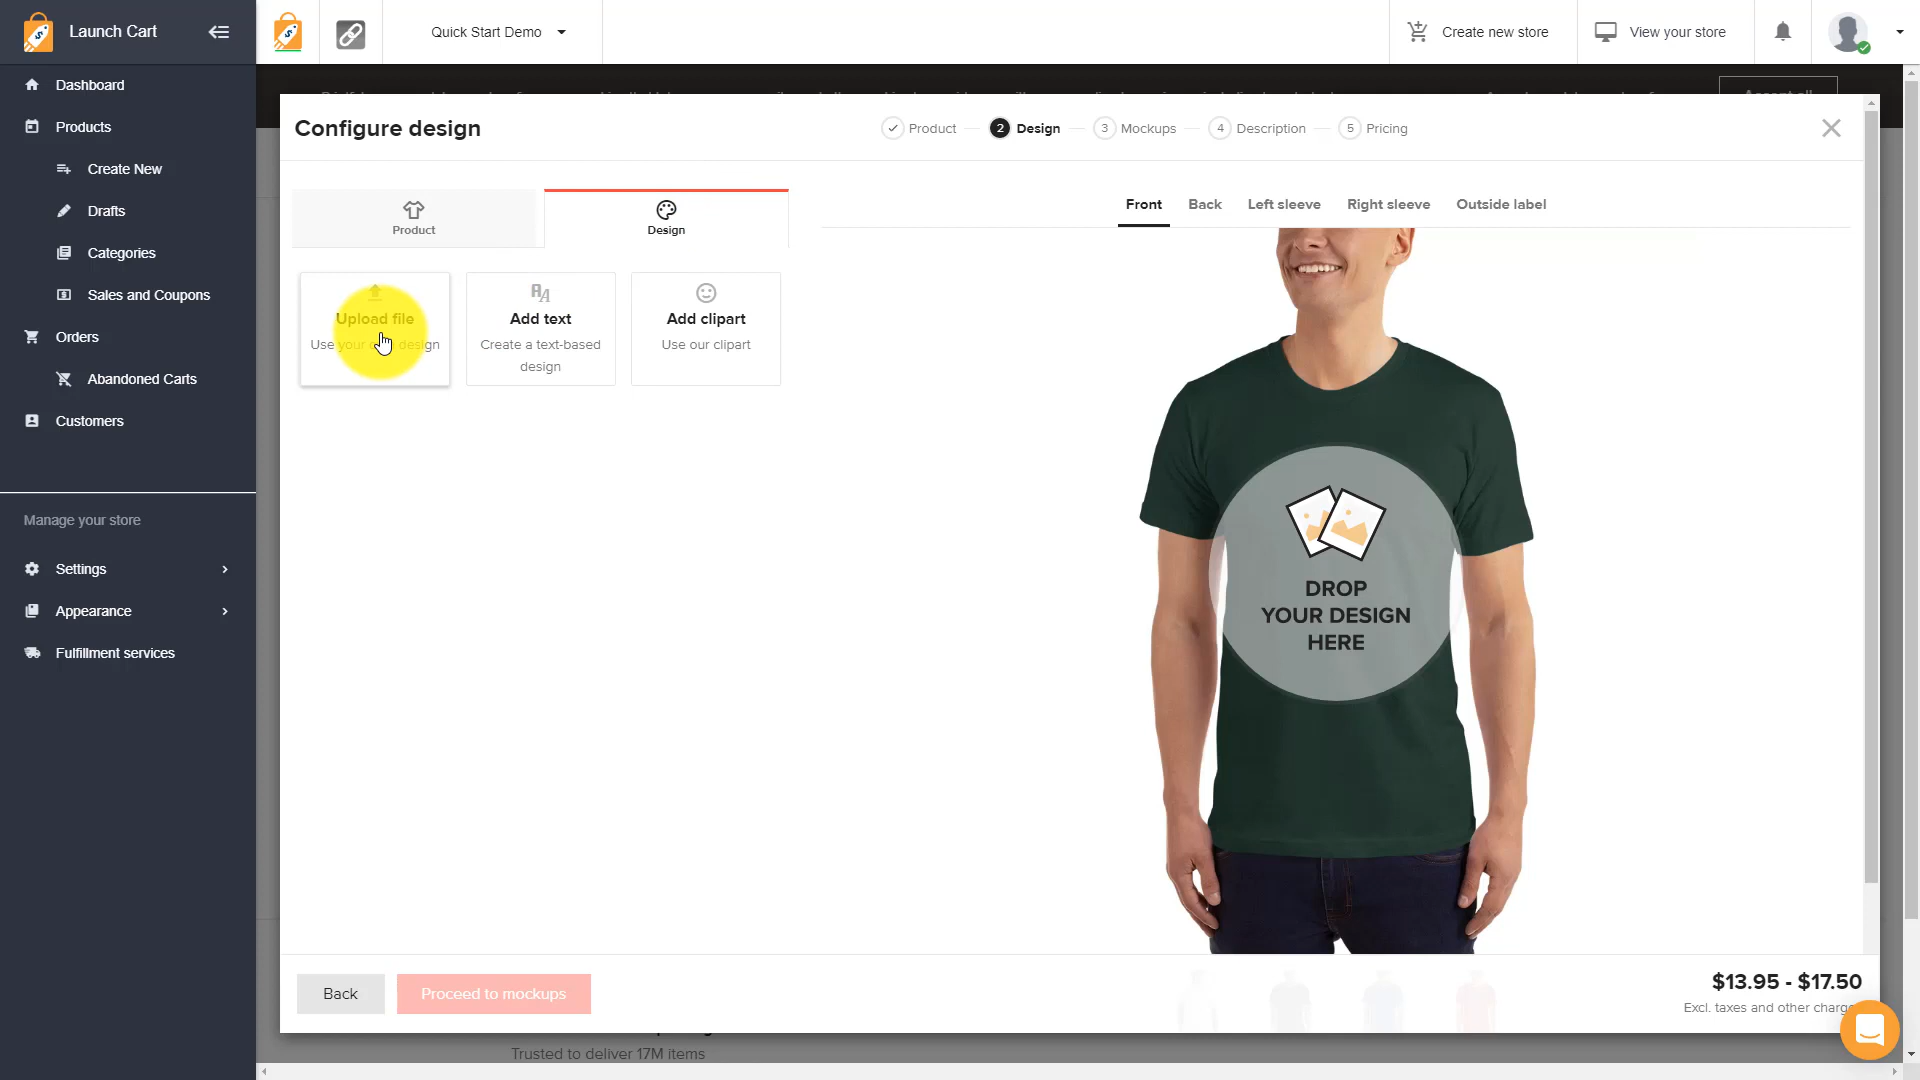 Launch Cart
Quick Start Demo
Create new store
View your store
Dashboard
Products
Create New
Drafts
Categories
Sales and Coupons
Orders
Abandoned Carts
Customers
Manage your store
Settings
Appearance
Fulfillment services
Configure design
Product
2 Design
3 Mockups
4 Description
5 Pricing
Product
Design
Upload file
Use your own design
Add text
Create a text-based
design
Add clipart
Use our clipart
Front
Back
Left sleeve
Right sleeve
Outside label
DROP
YOUR DESIGN
HERE
Back
Proceed to mockups
$13.95 - $17.50
Excl. taxes and other
Trusted to deliver 17M items